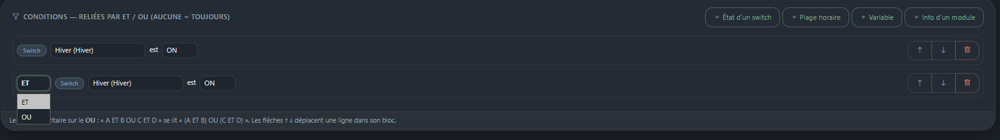 CONDITIONS — RELIÉES PAR ET / OU (AUCUNE = TOUJOURS)
+ État d'un switch
+ Plage horaire
+ Variable
+ Info d'un module
Switch Hiver (Hiver) est ON
ET Switch Hiver (Hiver) est ON
ET
OU
Le ritaire sur le OU : « A ET B OU C ET D » se lit « (A ET B) OU (C ET D) ». Les flèches ↑ ↓ déplacent une ligne dans son bloc.